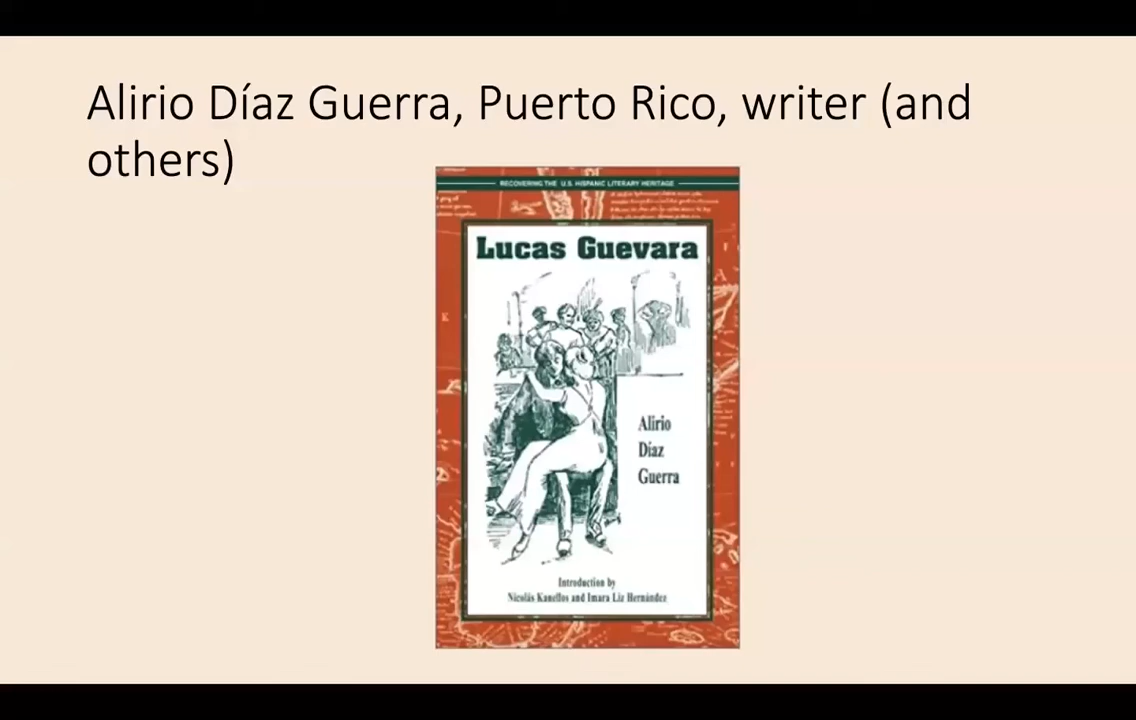 Alirio Díaz Guerra, Puerto Rico, writer (and
others)
RECOVERING THE U.S. HISPANIC LITERARY HERITAGE
Lucas Guevara
Alirio
Díaz
Guerra
Introduction by
Nicolás Kanellos and Imara Liz Hernández